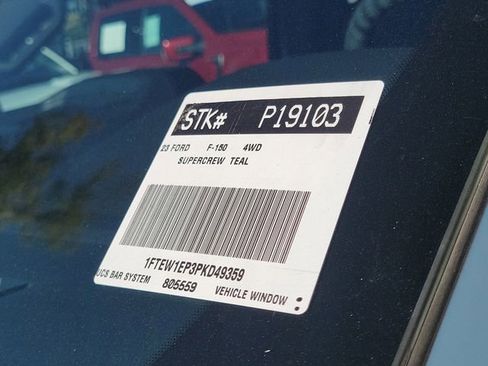 STK# P19103
23 FORD F-150 4WD
SUPERCREW TEAL
1FTEW1EP3PKD49359
UCS BAR SYSTEM 805559 VEHICLE WINDOW